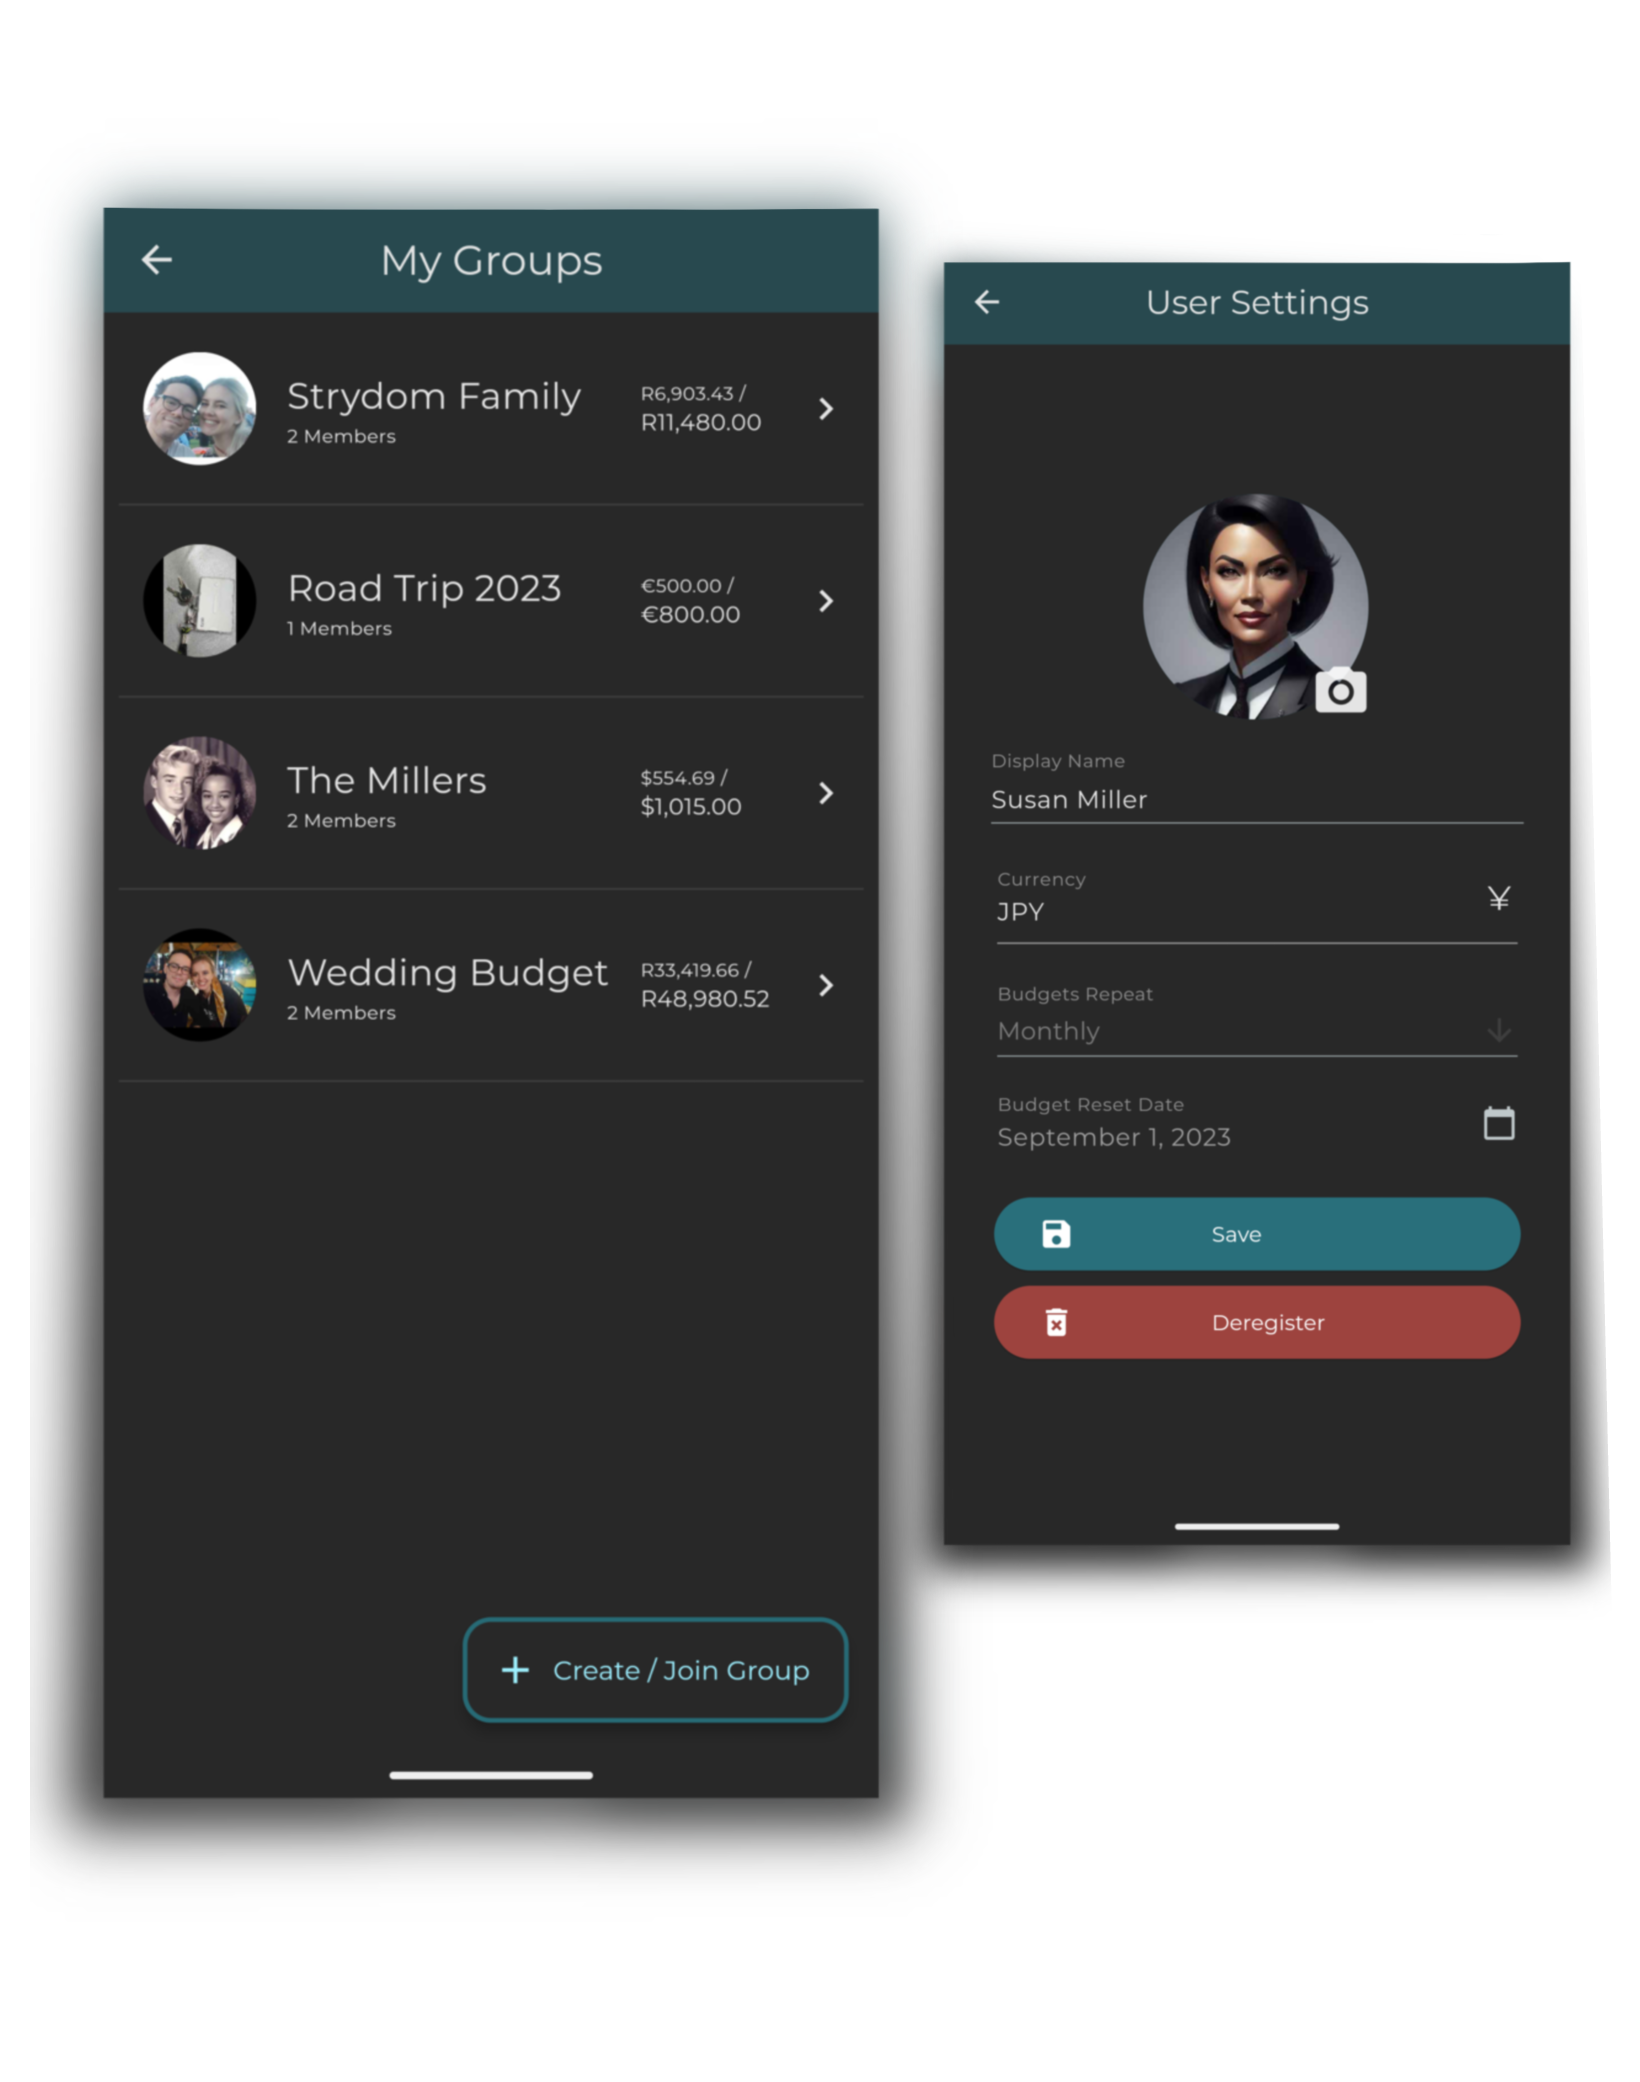 My Groups
Strydom Family
2 Members
R6,903.43 /
R11,480.00
Road Trip 2023
1 Members
€500.00 /
€800.00
The Millers
2 Members
$554.69 /
$1,015.00
Wedding Budget
2 Members
R33,419.66 /
R48,980.52
+ Create / Join Group
User Settings
Display Name
Susan Miller
Currency
JPY
¥
Budgets Repeat
Monthly
Budget Reset Date
September 1, 2023
Save
Deregister